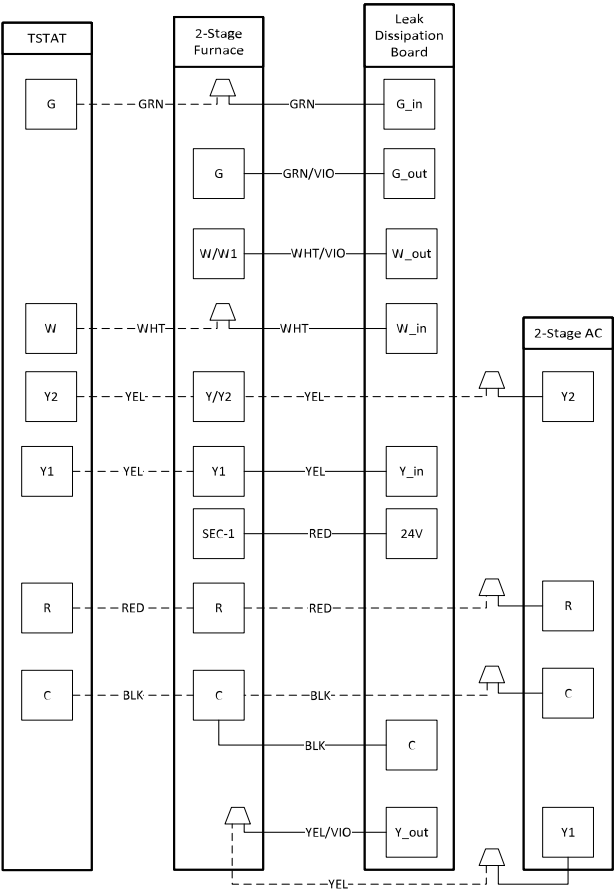 TSTAT
2-Stage
Furnace
Leak
Dissipation
Board
G
GRN
GRN
G_in
G
GRN/VIO
G_out
W/W1
WHT/VIO
W_out
W
WHT
WHT
W_in
2-Stage AC
Y2
YEL
Y/Y2
YEL
Y2
Y1
YEL
Y1
YEL
Y_in
SEC-1
RED
24V
R
RED
R
RED
R
C
BLK
C
BLK
C
BLK
C
YEL/VIO
Y_out
Y1
YEL